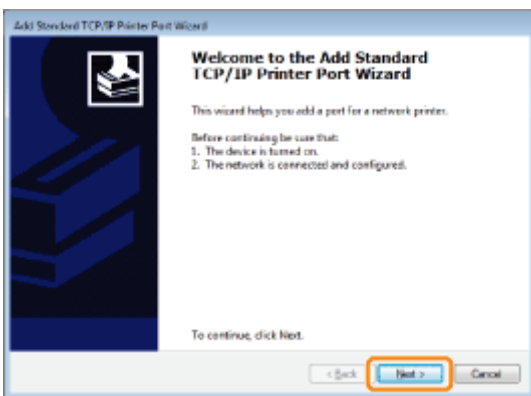 Add Standard TCP/IP Printer Port Wizard
Welcome to the Add Standard
TCP/IP Printer Port Wizard
This wizard helps you add a port for a network printer.
Before continuing be sure that:
1. The device is turned on.
2. The network is connected and configured.
To continue, click Next.
< Back Next > Cancel